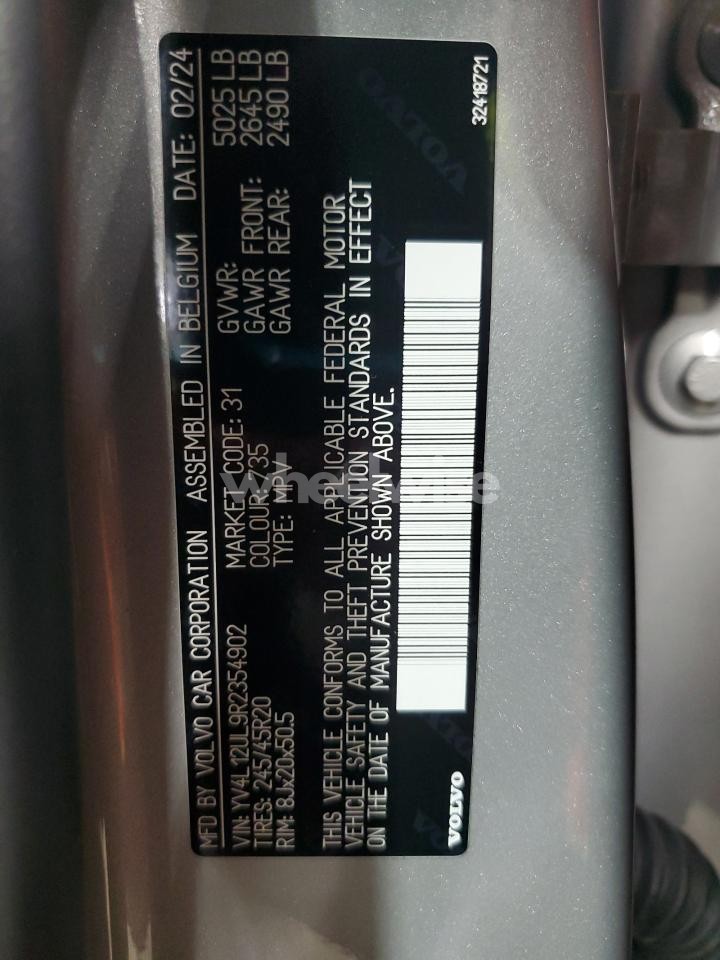 MFD BY VOLVO CAR CORPORATION ASSEMBLED IN BELGIUM DATE: 02/24
VIN: YV4L12UL9R2354902 MARKET CODE: 31 GVWR: 5025 LB
TIRES: 245/45R20 COLOUR: 735 GAWR FRONT: 2645 LB
RIM: 8Jx20x50.5 TYPE: MPV GAWR REAR: 2490 LB
THIS VEHICLE CONFORMS TO ALL APPLICABLE FEDERAL MOTOR
VEHICLE SAFETY AND THEFT PREVENTION STANDARDS IN EFFECT
ON THE DATE OF MANUFACTURE SHOWN ABOVE.
VOLVO
32418721
wheelwise
VOLVO